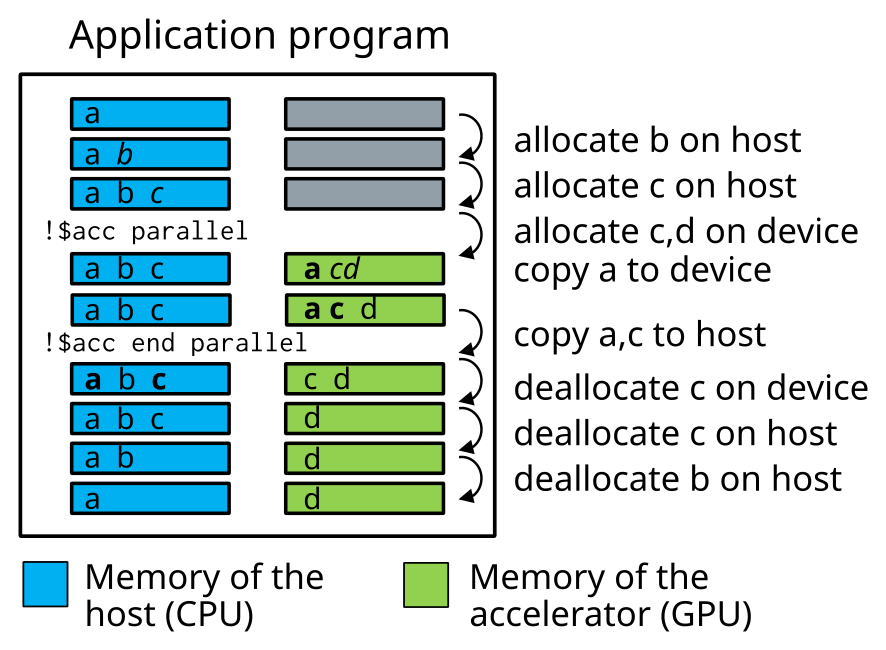 Application program
a
a b
a b c
!$acc parallel
a b c
a cd
a b c
a c d
!$acc end parallel
a b c
c d
a b c
d
a b
d
a
d
allocate b on host
allocate c on host
allocate c,d on device
copy a to device
copy a,c to host
deallocate c on device
deallocate c on host
deallocate b on host
Memory of the
host (CPU)
Memory of the
accelerator (GPU)